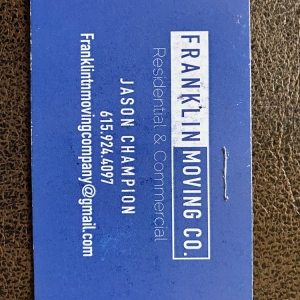 FRANKLIN MOVING CO.
Residential & Commercial
JASON CHAMPION
615.924.4097
Franklintnmovingcompany@gmail.com